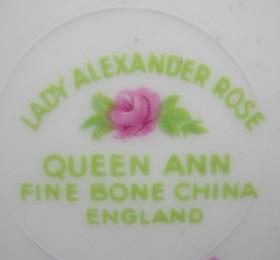 LADY ALEXANDER ROSE
QUEEN ANN
FINE BONE CHINA
ENGLAND